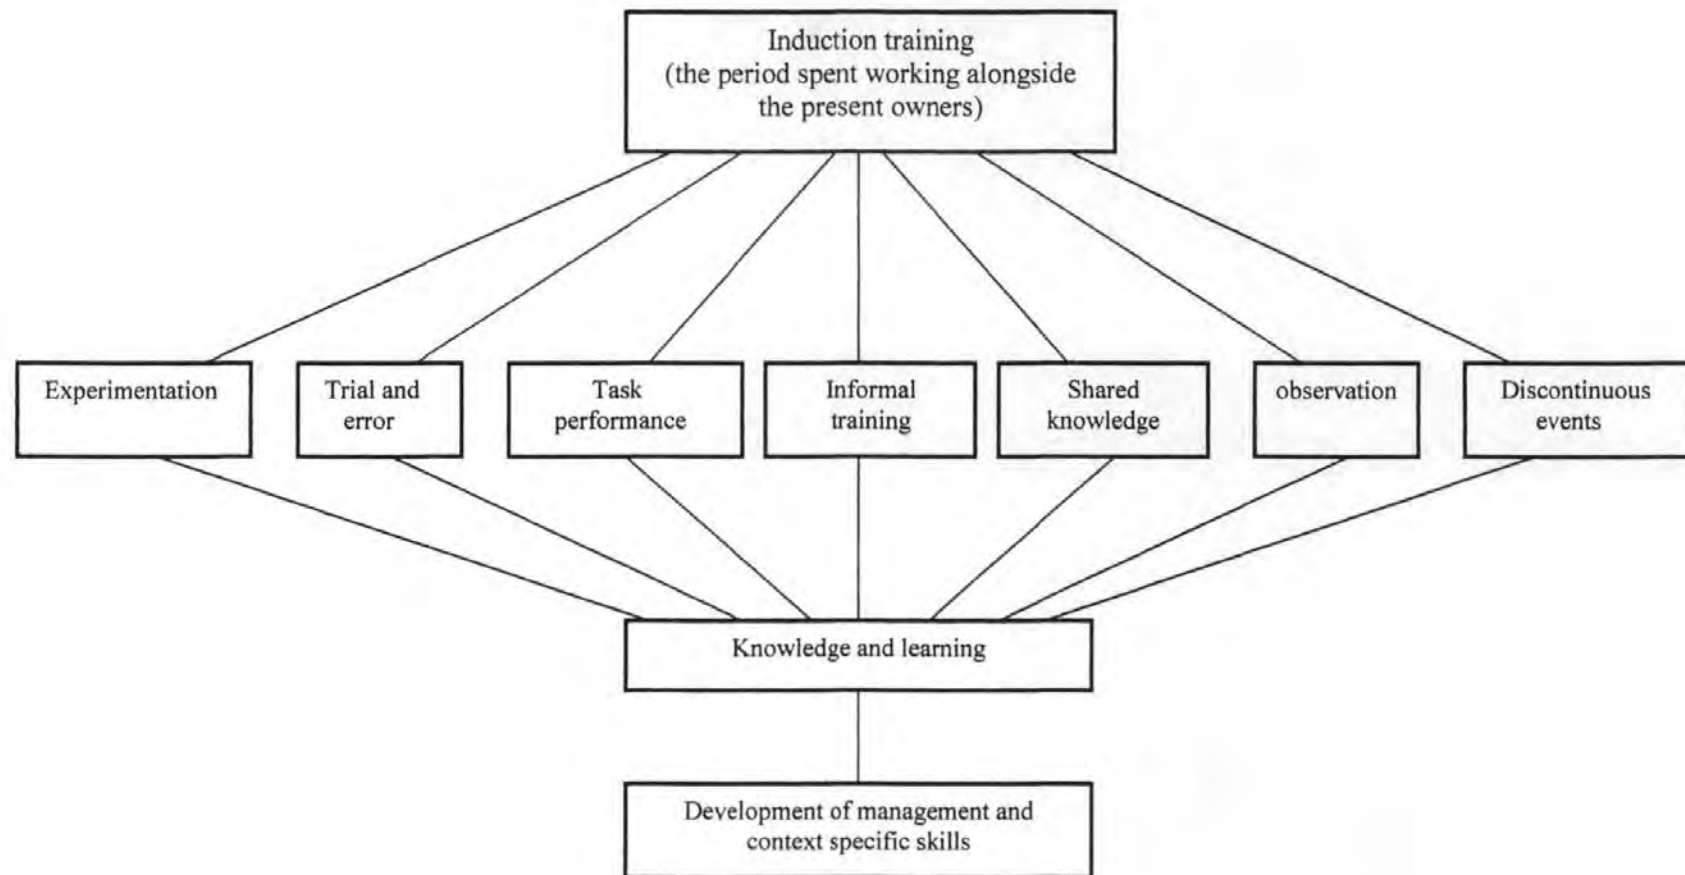 Induction training
(the period spent working alongside
the present owners)
Experimentation
Trial and
error
Task
performance
Informal
training
Shared
knowledge
observation
Discontinuous
events
Knowledge and learning
Development of management and
context specific skills